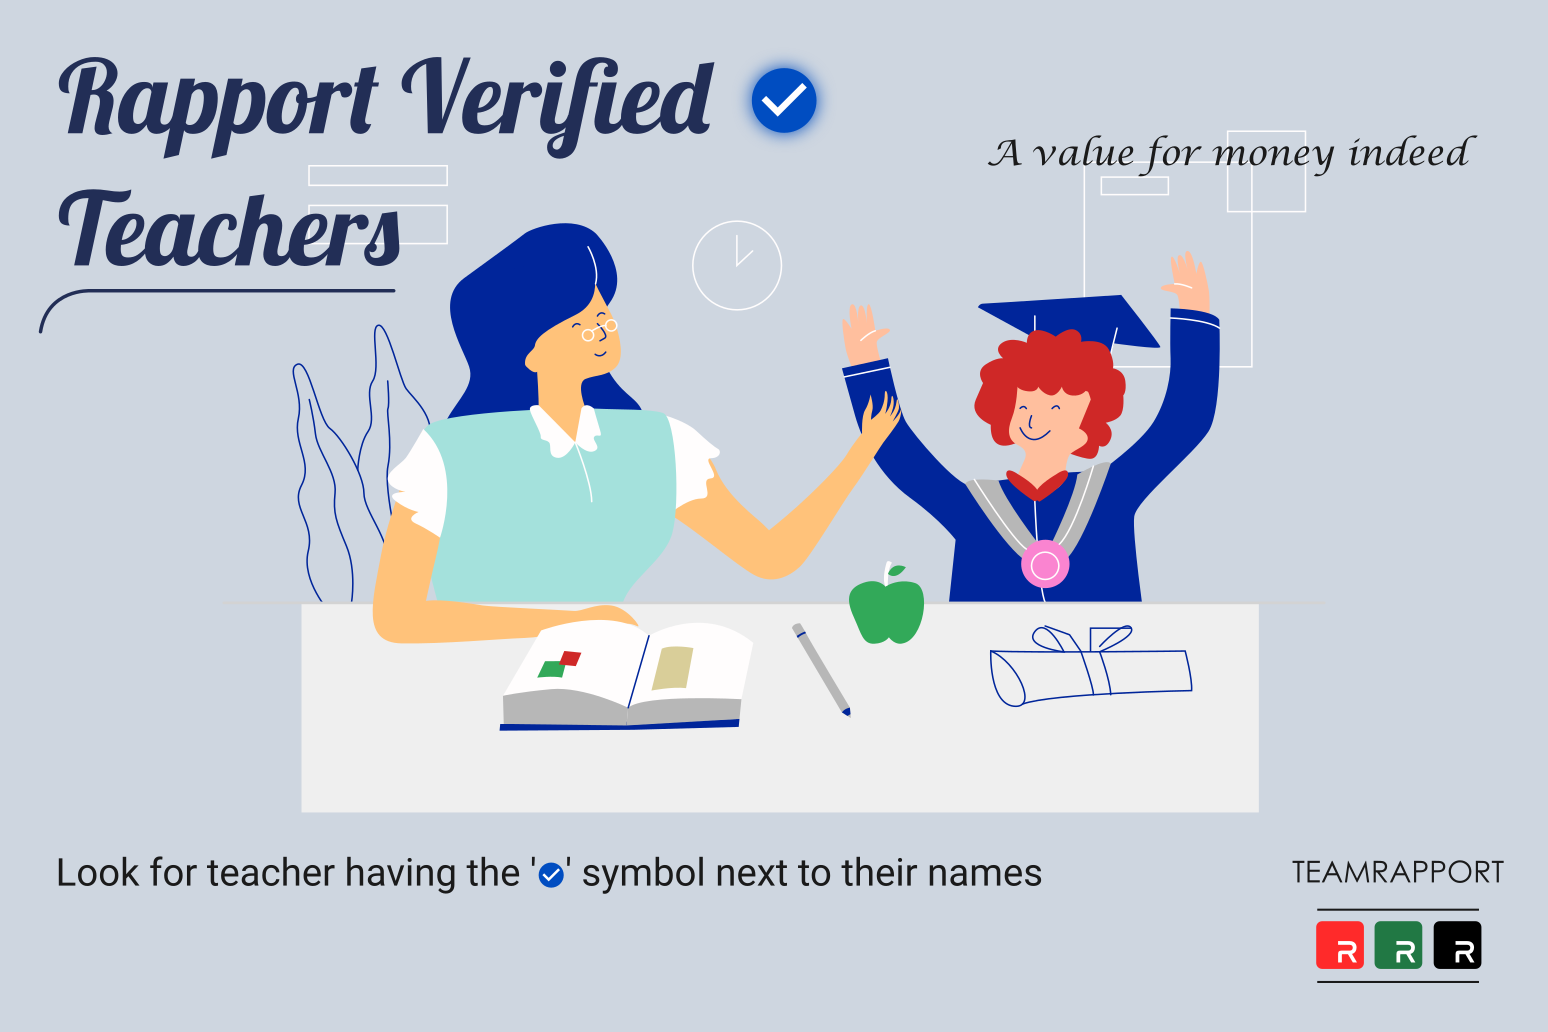 Rapport Verified
Teachers
A value for money indeed
Look for teacher having the '✔' symbol next to their names
TEAMRAPPORT
R R R